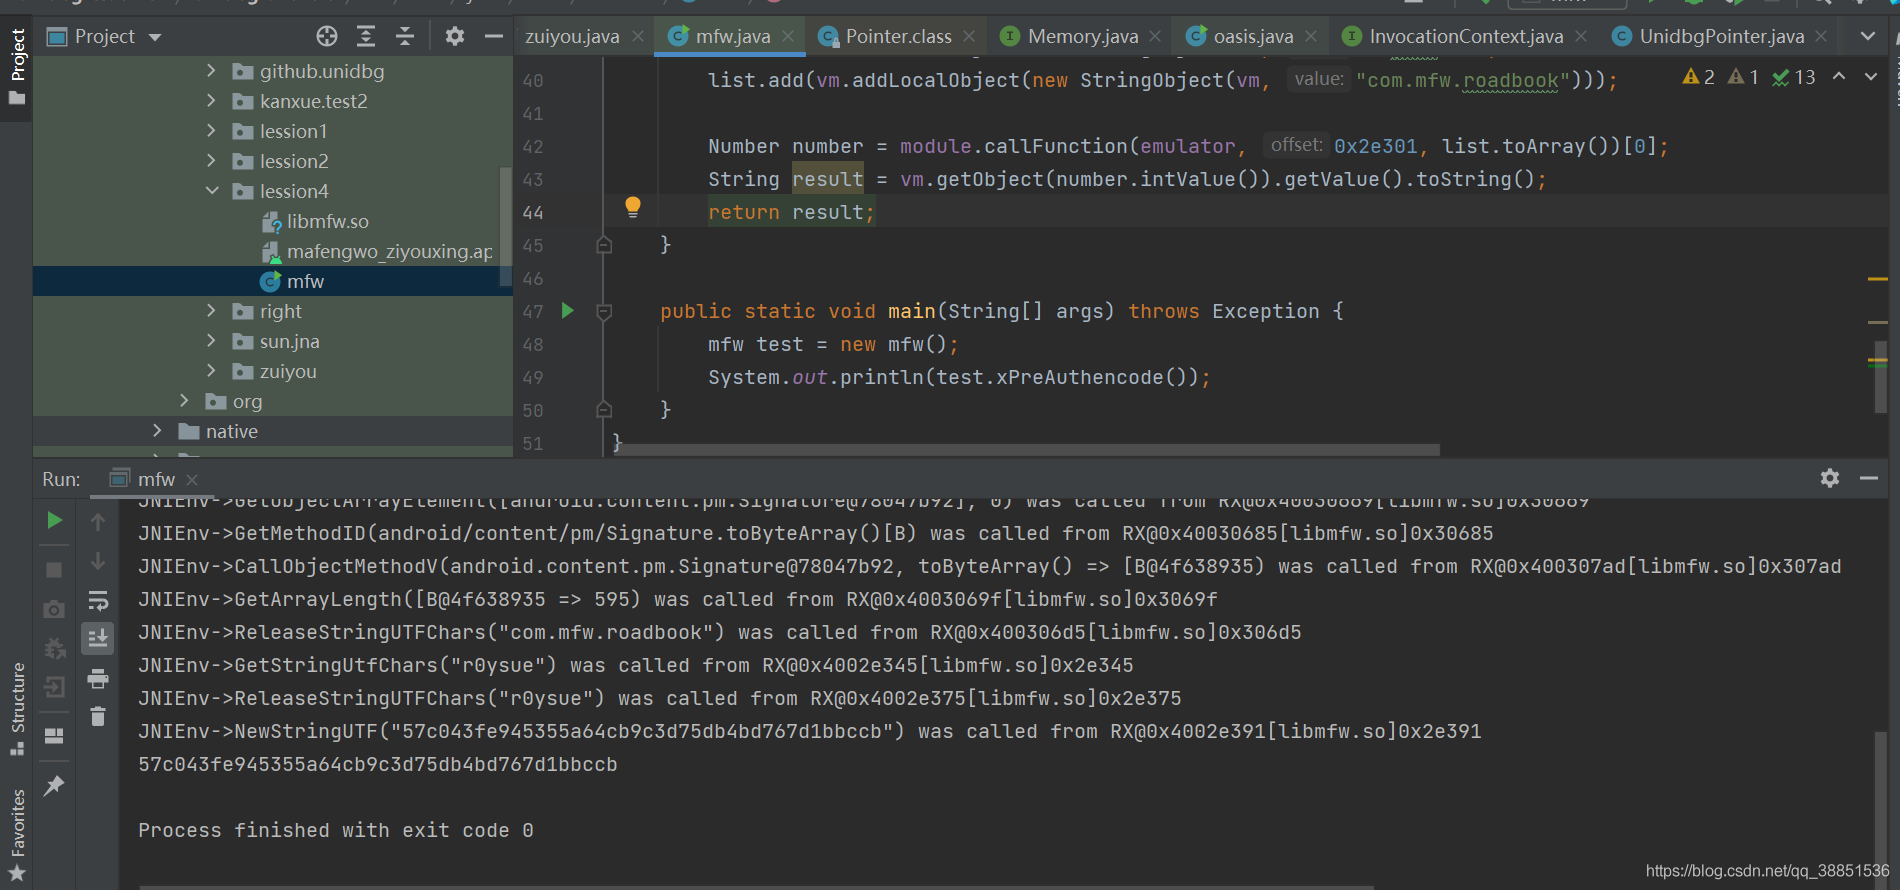 Project
zuiyou.java
mfw.java
Pointer.class
Memory.java
oasis.java
InvocationContext.java
UnidbgPointer.java
Project
github.unidbg
kanxue.test2
lession1
lession2
lession4
libmfw.so
mafengwo_ziyouxing.ap
mfw
right
sun.jna
zuiyou
org
native
2 1 13
40 list.add(vm.addLocalObject(new StringObject(vm, value: "com.mfw.roadbook")));
41
42 Number number = module.callFunction(emulator, offset: 0x2e301, list.toArray())[0];
43 String result = vm.getObject(number.intValue()).getValue().toString();
44 return result;
45 }
46
47 public static void main(String[] args) throws Exception {
48 mfw test = new mfw();
49 System.out.println(test.xPreAuthencode());
50 }
51 }
Run: mfw
JNIEnv->GetObjectArrayElement([android.content.pm.Signature@78047b92], 0) was called from RX@0x40030669[libmfw.so]0x30669
JNIEnv->GetMethodID(android/content/pm/Signature.toByteArray()[B) was called from RX@0x40030685[libmfw.so]0x30685
JNIEnv->CallObjectMethodV(android.content.pm.Signature@78047b92, toByteArray() => [B@4f638935) was called from RX@0x400307ad[libmfw.so]0x307ad
JNIEnv->GetArrayLength([B@4f638935 => 595) was called from RX@0x4003069f[libmfw.so]0x3069f
JNIEnv->ReleaseStringUTFChars("com.mfw.roadbook") was called from RX@0x400306d5[libmfw.so]0x306d5
JNIEnv->GetStringUtfChars("r0ysue") was called from RX@0x4002e345[libmfw.so]0x2e345
JNIEnv->ReleaseStringUTFChars("r0ysue") was called from RX@0x4002e375[libmfw.so]0x2e375
JNIEnv->NewStringUTF("57c043fe945355a64cb9c3d75db4bd767d1bbccb") was called from RX@0x4002e391[libmfw.so]0x2e391
57c043fe945355a64cb9c3d75db4bd767d1bbccb
Process finished with exit code 0
Structure
Favorites
https://blog.csdn.net/qq_38851536